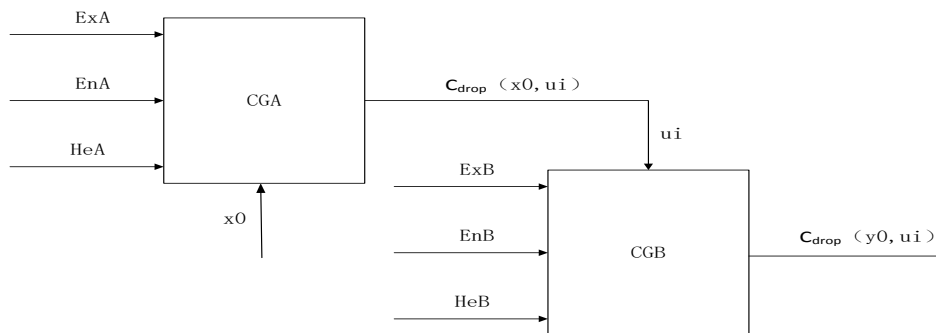 ExA
EnA
HeA
CGA
x0
Cdrop（x0,ui）
ui
ExB
EnB
HeB
CGB
Cdrop（y0,ui）